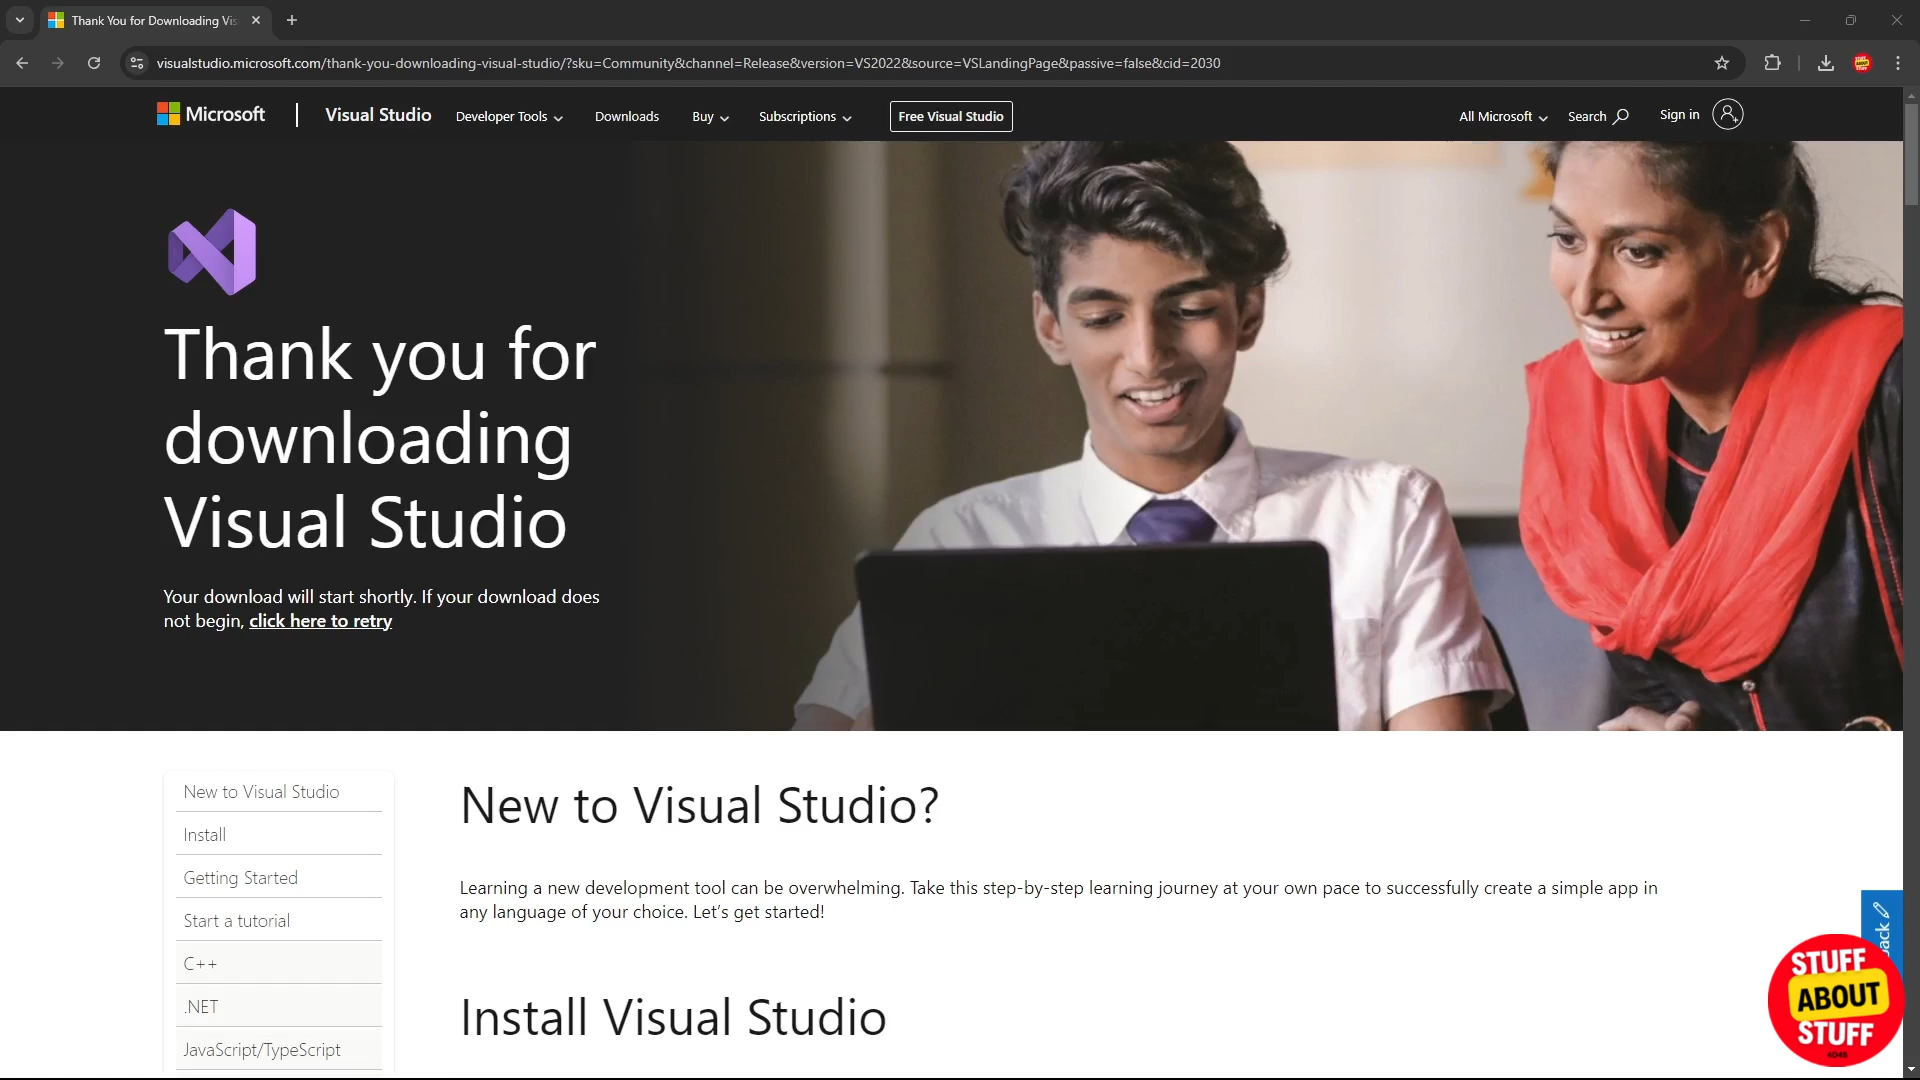 Thank You for Downloading Vis
visualstudio.microsoft.com/thank-you-downloading-visual-studio/?sku=Community&channel=Release&version=VS2022&source=VSLandingPage&passive=false&cid=2030
Microsoft
Visual Studio
Developer Tools
Downloads
Buy
Subscriptions
Free Visual Studio
All Microsoft
Search
Sign in
Thank you for
downloading
Visual Studio
Your download will start shortly. If your download does
not begin, click here to retry
New to Visual Studio
Install
Getting Started
Start a tutorial
C++
.NET
JavaScript/TypeScript
New to Visual Studio?
Learning a new development tool can be overwhelming. Take this step-by-step learning journey at your own pace to successfully create a simple app in
any language of your choice. Let’s get started!
Install Visual Studio
STUFF
ABOUT
STUFF